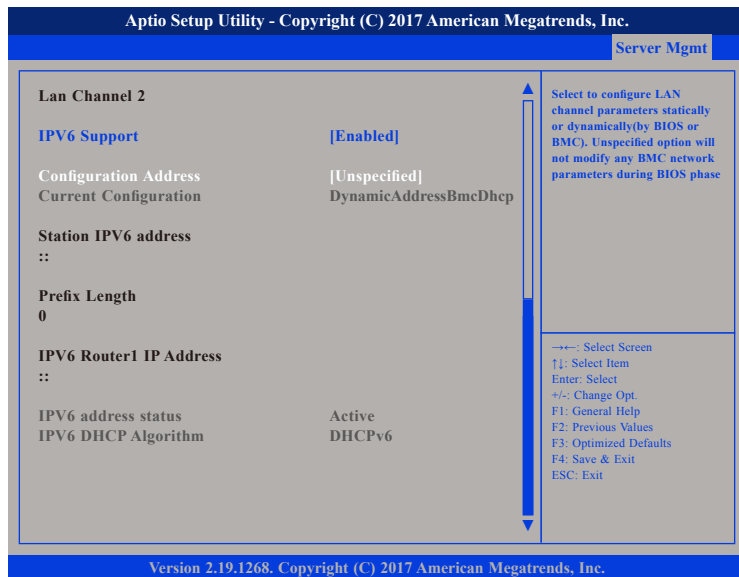 Aptio Setup Utility - Copyright (C) 2017 American Megatrends, Inc.
Server Mgmt
Lan Channel 2
IPV6 Support [Enabled]
Configuration Address [Unspecified]
Current Configuration DynamicAddressBmcDhcp
Station IPV6 address
::
Prefix Length
0
IPV6 Router1 IP Address
::
IPV6 address status Active
IPV6 DHCP Algorithm DHCPv6
Select to configure LAN
channel parameters statically
or dynamically(by BIOS or
BMC). Unspecified option will
not modify any BMC network
parameters during BIOS phase
→←: Select Screen
↑↓: Select Item
Enter: Select
+/-: Change Opt.
F1: General Help
F2: Previous Values
F3: Optimized Defaults
F4: Save & Exit
ESC: Exit
Version 2.19.1268. Copyright (C) 2017 American Megatrends, Inc.